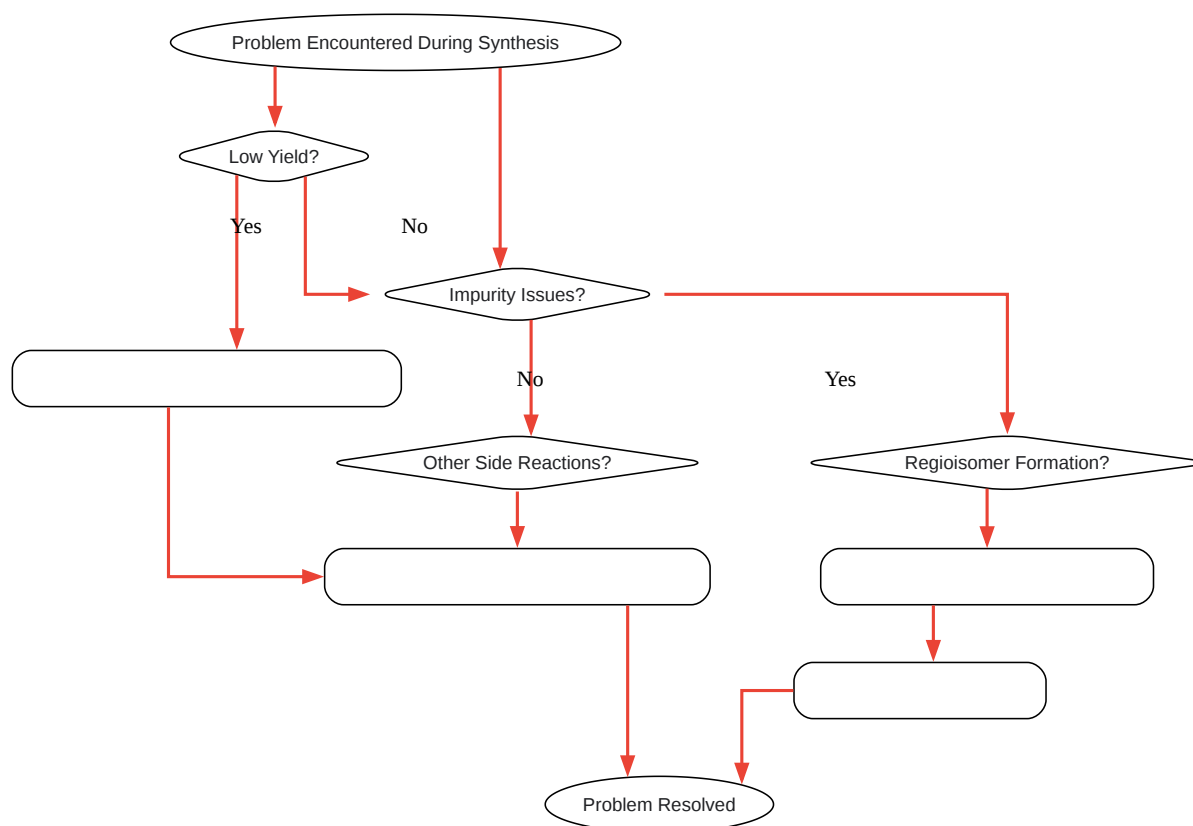 Problem Encountered During Synthesis
Low Yield?
Yes
No
Impurity Issues?
No
Yes
Other Side Reactions?
Regioisomer Formation?
Problem Resolved